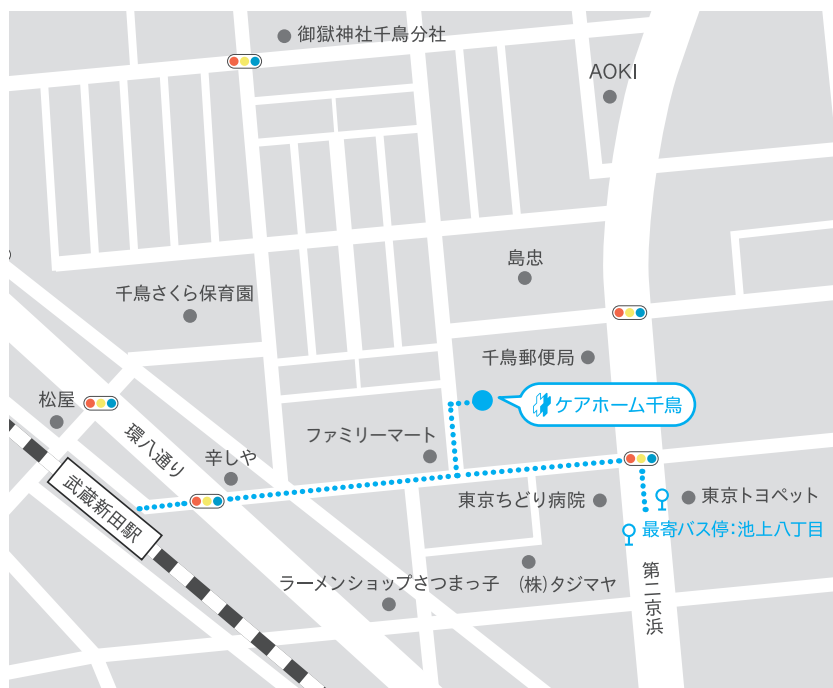 御獄神社千鳥分社
AOKI
島忠
千鳥さくら保育園
千鳥郵便局
松屋
ケアホーム千鳥
環八通り
ファミリーマート
辛しや
武蔵新田駅
東京ちどり病院
東京トヨペット
最寄バス停:池上八丁目
ラーメンショップさつまっ子
(株)タジマヤ
第二京浜